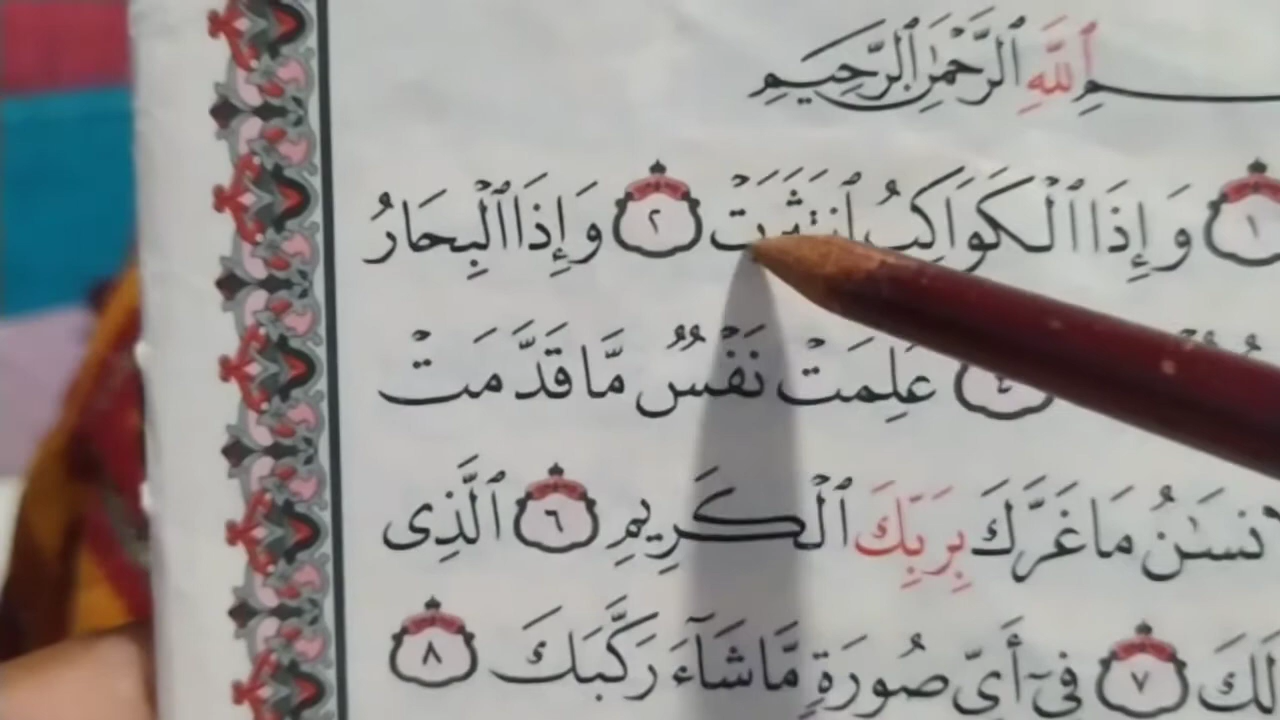 ٱللَّهِ ٱلرَّحْمَٰنِ ٱلرَّحِيمِ
١ وَإِذَا ٱلْكَوَاكِبُ ٱنتَثَرَتْ ٢ وَإِذَا ٱلْبِحَارُ
٤ عَلِمَتْ نَفْسٌ مَّا قَدَّمَتْ
مَا غَرَّكَ بِرَبِّكَ ٱلْكَرِيمِ ٦ ٱلَّذِى
٧ فِىٓ أَىِّ صُورَةٍ مَّا شَآءَ رَكَّبَكَ ٨